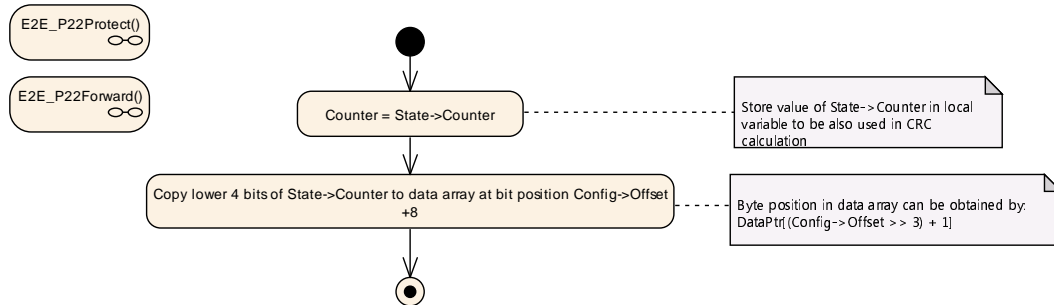 E2E_P22Protect()
E2E_P22Forward()
Counter = State->Counter
Store value of State->Counter in local
variable to be also used in CRC
calculation
Copy lower 4 bits of State->Counter to data array at bit position Config->Offset
+8
Byte position in data array can be obtained by:
DataPtr[(Config->Offset >> 3) + 1]